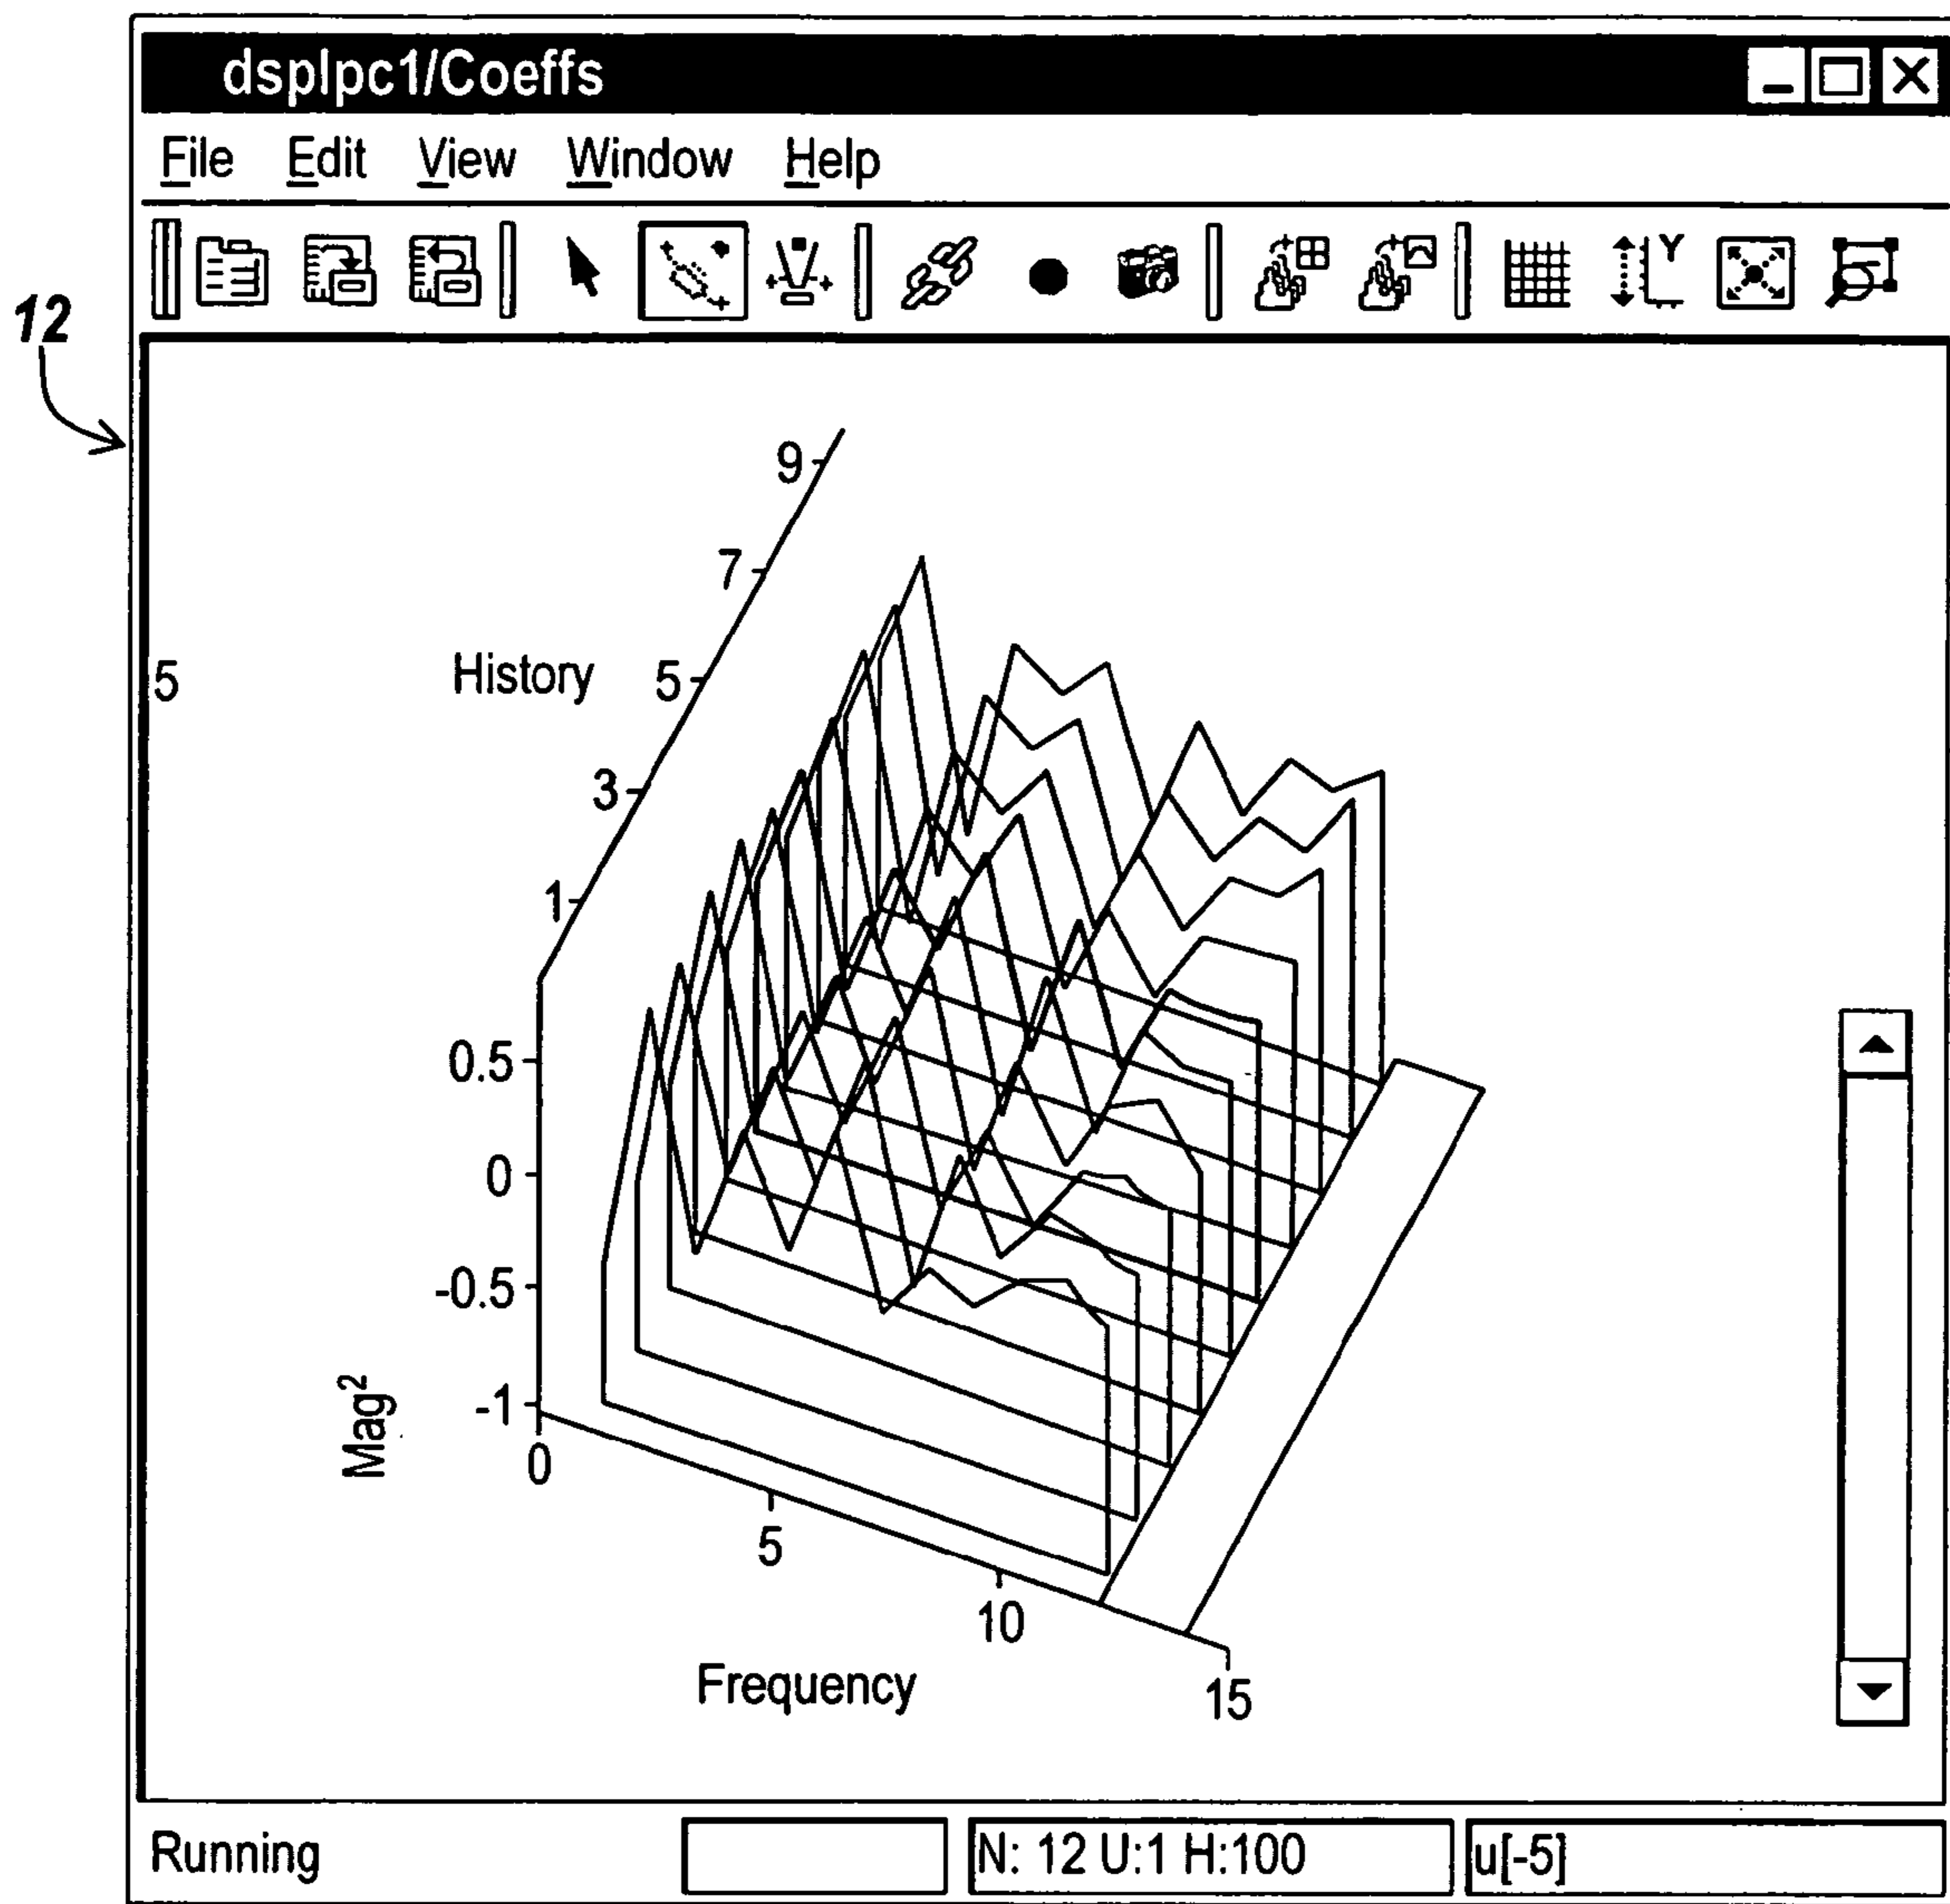 dsplpc1/Coeffs
File Edit View Window Help
Y
12
9
7
5 History 5
3
1
0.5
0
-0.5
-1
Mag²
0
5
10
15
Frequency
Running N: 12 U:1 H:100 u[-5]